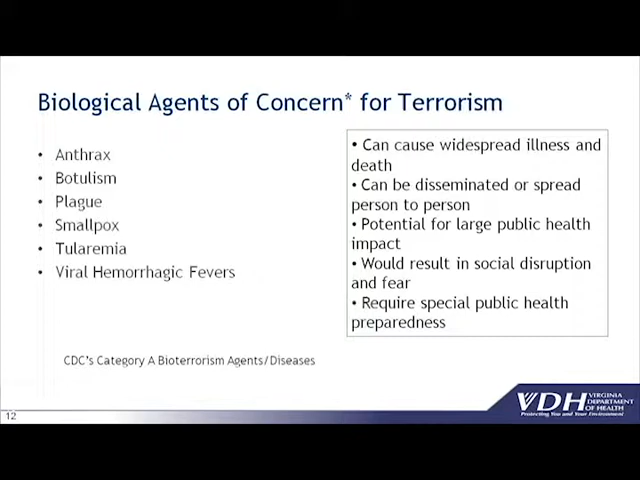 Biological Agents of Concern* for Terrorism
• Anthrax
• Botulism
• Plague
• Smallpox
• Tularemia
• Viral Hemorrhagic Fevers
• Can cause widespread illness and
death
• Can be disseminated or spread
person to person
• Potential for large public health
impact
• Would result in social disruption
and fear
• Require special public health
preparedness
CDC's Category A Bioterrorism Agents/Diseases
12
VDH VIRGINIA
DEPARTMENT
OF HEALTH
Protecting You and Your Environment